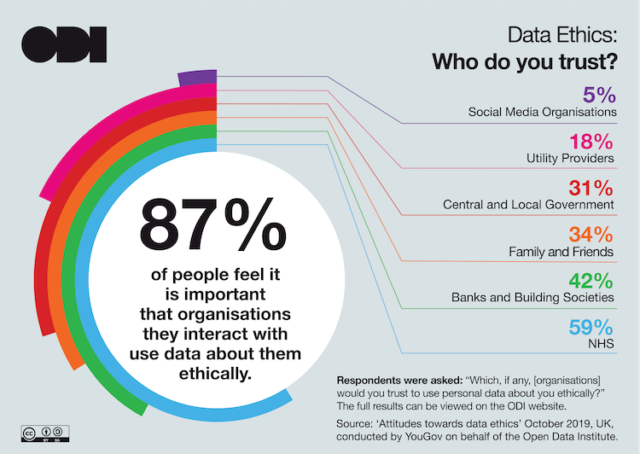 ODI
Data Ethics:
Who do you trust?
5%
Social Media Organisations
18%
Utility Providers
31%
Central and Local Government
34%
Family and Friends
42%
Banks and Building Societies
59%
NHS
87%
of people feel it
is important
that organisations
they interact with
use data about them
ethically.
Respondents were asked: “Which, if any, [organisations]
would you trust to use personal data about you ethically?”
The full results can be viewed on the ODI website.
Source: ‘Attitudes towards data ethics’ October 2019, UK,
conducted by YouGov on behalf of the Open Data Institute.
cc
BY SA